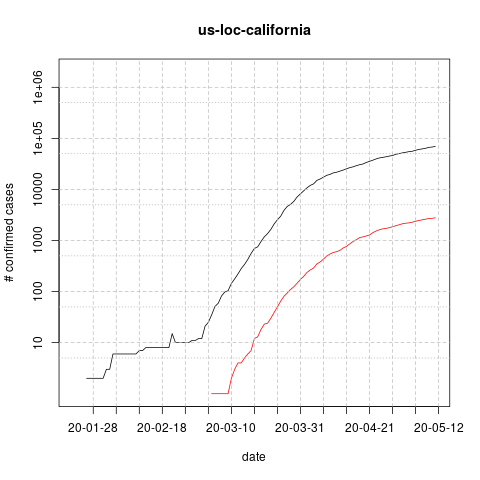 us-loc-california
# confirmed cases
1e+06
1e+05
10000
1000
100
10
20-01-28 20-02-18 20-03-10 20-03-31 20-04-21 20-05-12
date